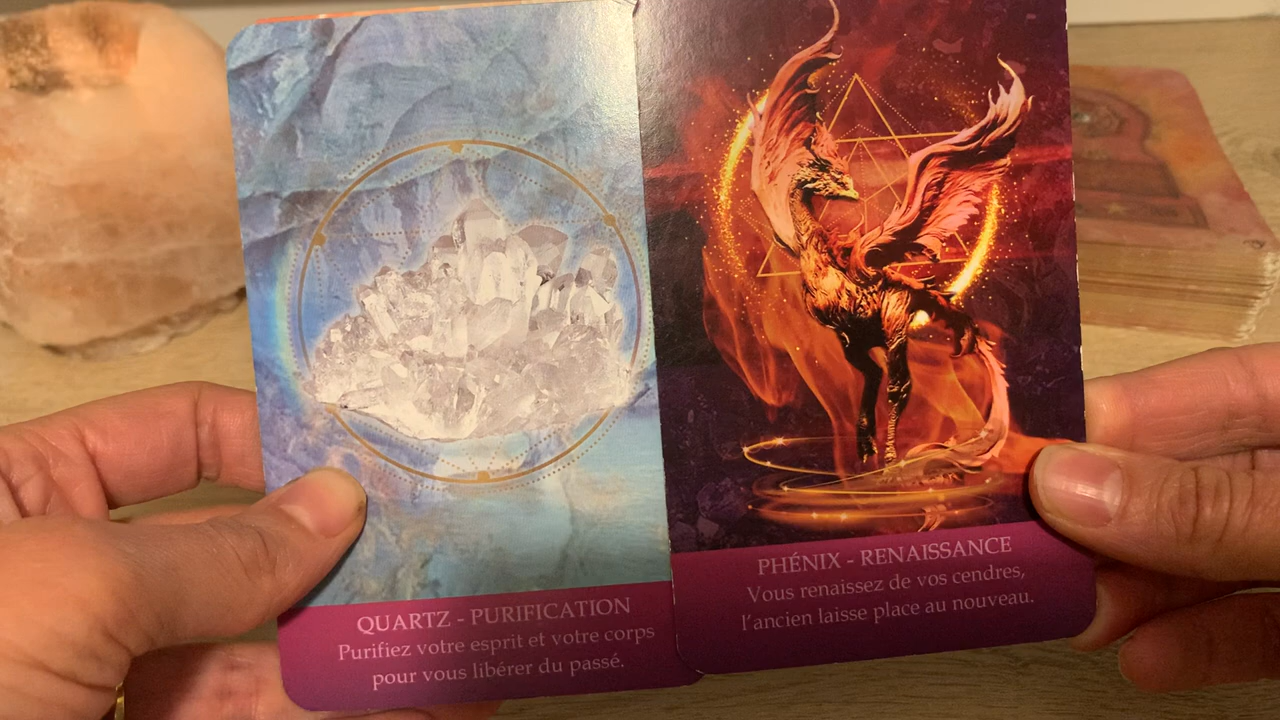 QUARTZ - PURIFICATION
Purifiez votre esprit et votre corps
pour vous libérer du passé.
PHÉNIX - RENAISSANCE
Vous renaissez de vos cendres,
l'ancien laisse place au nouveau.